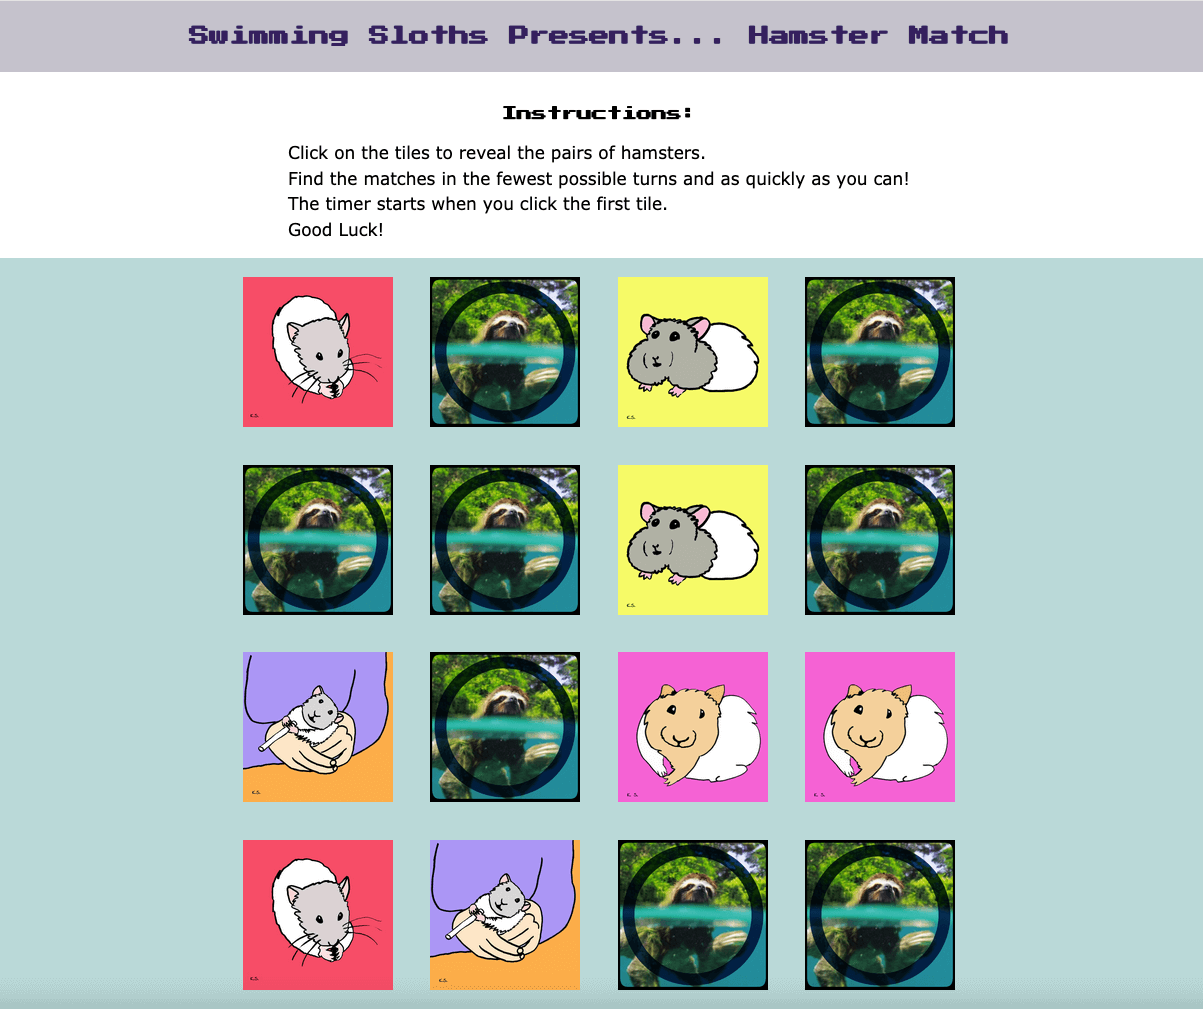 Swimming Sloths Presents... Hamster Match
Instructions:
Click on the tiles to reveal the pairs of hamsters.
Find the matches in the fewest possible turns and as quickly as you can!
The timer starts when you click the first tile.
Good Luck!
K.S.
K.S.
K.S.
K.S.
K. S.
K. S.
K.S.
K.S.